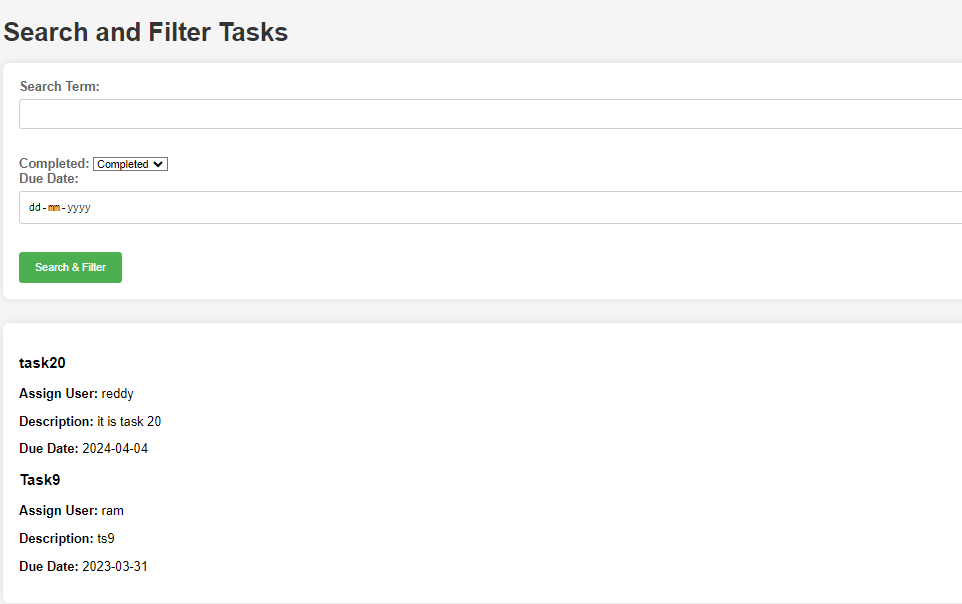 Search and Filter Tasks
Search Term:
Completed: Completed
Due Date:
dd-mm-yyyy
Search & Filter
task20
Assign User: reddy
Description: it is task 20
Due Date: 2024-04-04
Task9
Assign User: ram
Description: ts9
Due Date: 2023-03-31